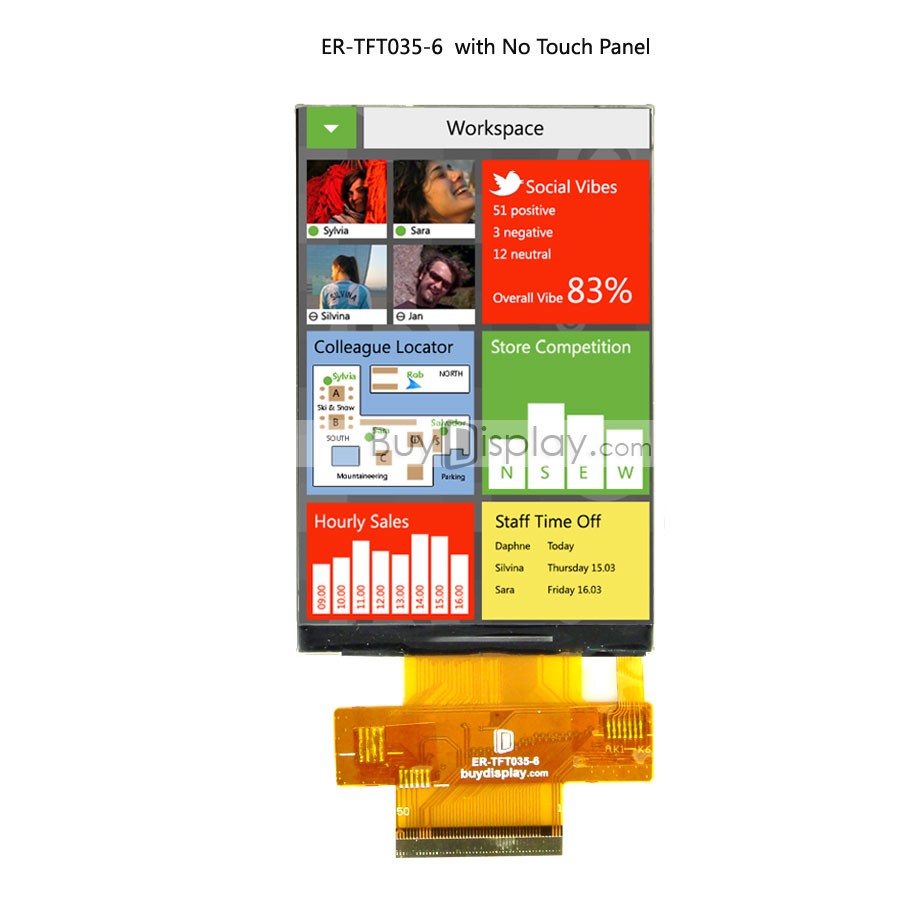 ER-TFT035-6 with No Touch Panel
Workspace
Sylvia
Sara
Silvina
Jan
SILVINA
Social Vibes
51 positive
3 negative
12 neutral
Overall Vibe 83%
Colleague Locator
Sylvia
A
Ski & Snow
B
SOUTH
Rob
NORTH
Sara
Salvador
D
S
C
Mountaineering
Parking
Store Competition
N S E W
BuyDisplay.com
Hourly Sales
09.00 10.00 11.00 12.00 13.00 14.00 15.00 16.00
Staff Time Off
Daphne Today
Silvina Thursday 15.03
Sara Friday 16.03
AK1 K6
ER-TFT035-6
buydisplay.com
50
1